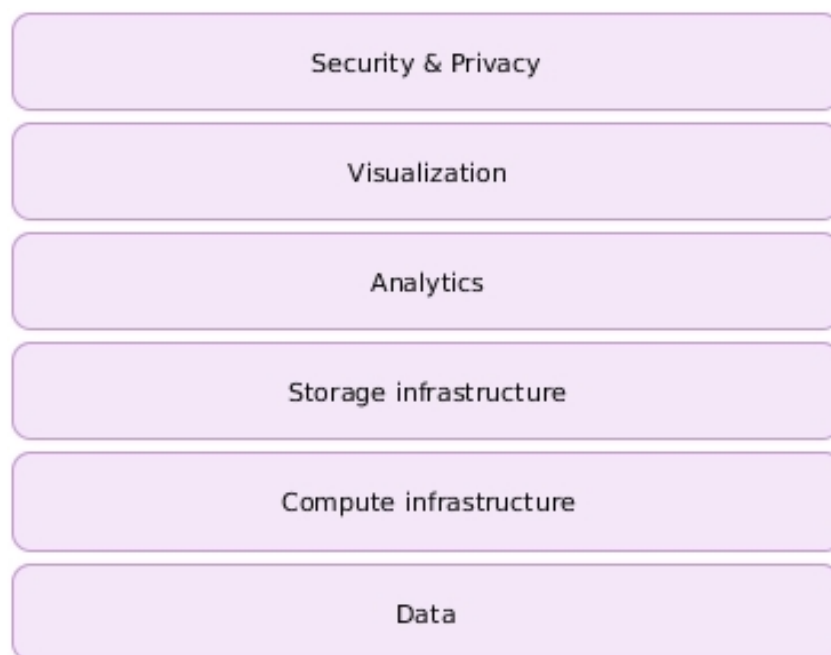 Security & Privacy
Visualization
Analytics
Storage infrastructure
Compute infrastructure
Data